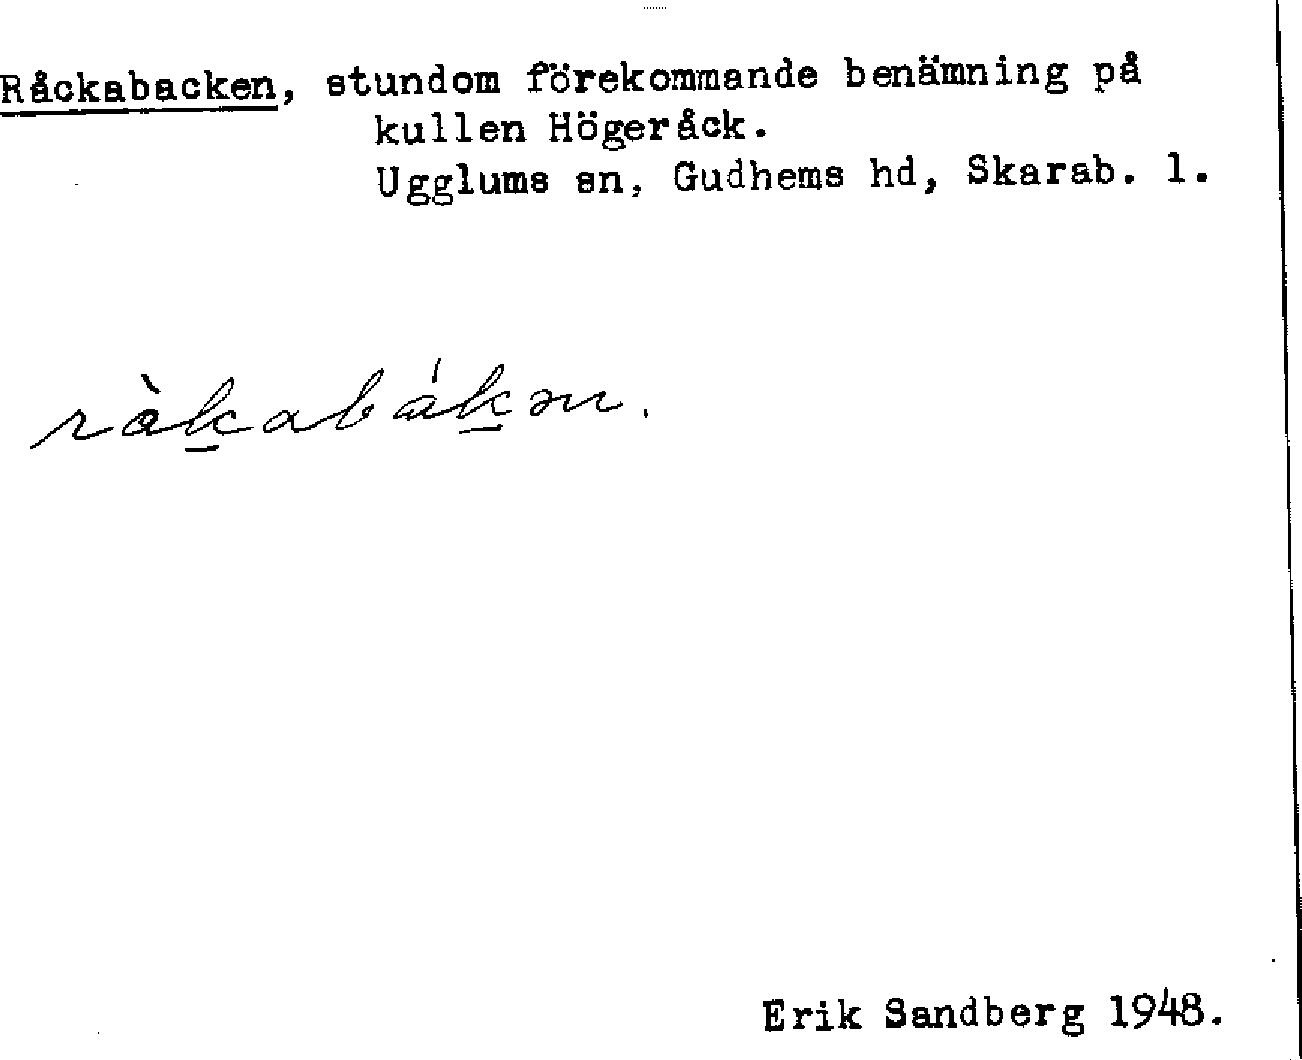 Råckabacken, stundom förekommande benämning på
kullen Högeråck.
Ugglums sn, Gudhems hd, Skarab. l.
ràkabákən.
Erik Sandberg 1948.